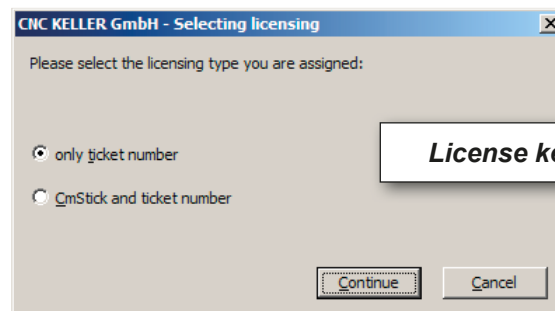 CNC KELLER GmbH - Selecting licensing
Please select the licensing type you are assigned:
only ticket number
License
CmStick and ticket number
Continue
Cancel